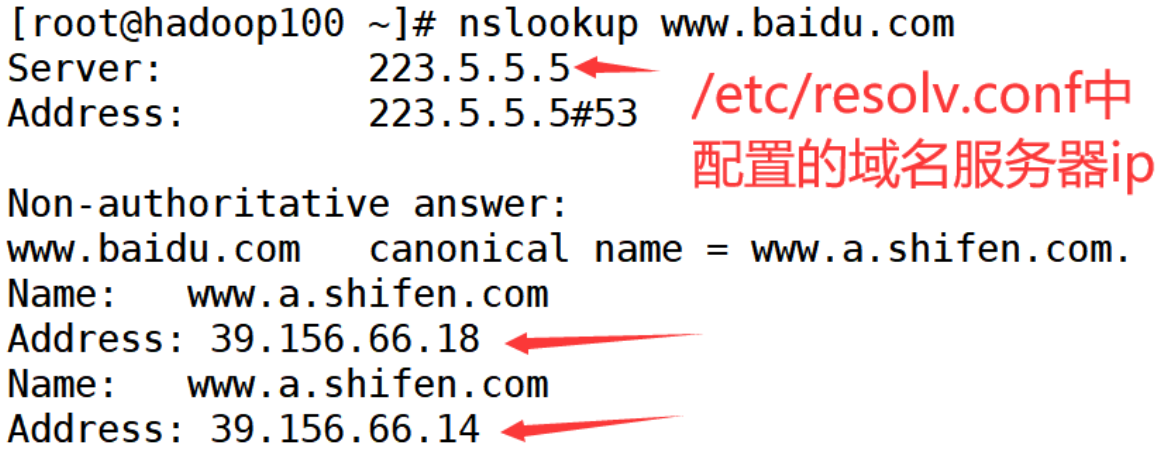 [root@hadoop100 ~]# nslookup www.baidu.com
Server: 223.5.5.5
Address: 223.5.5.5#53
/etc/resolv.conf中
配置的域名服务器ip
Non-authoritative answer:
www.baidu.com canonical name = www.a.shifen.com.
Name: www.a.shifen.com
Address: 39.156.66.18
Name: www.a.shifen.com
Address: 39.156.66.14